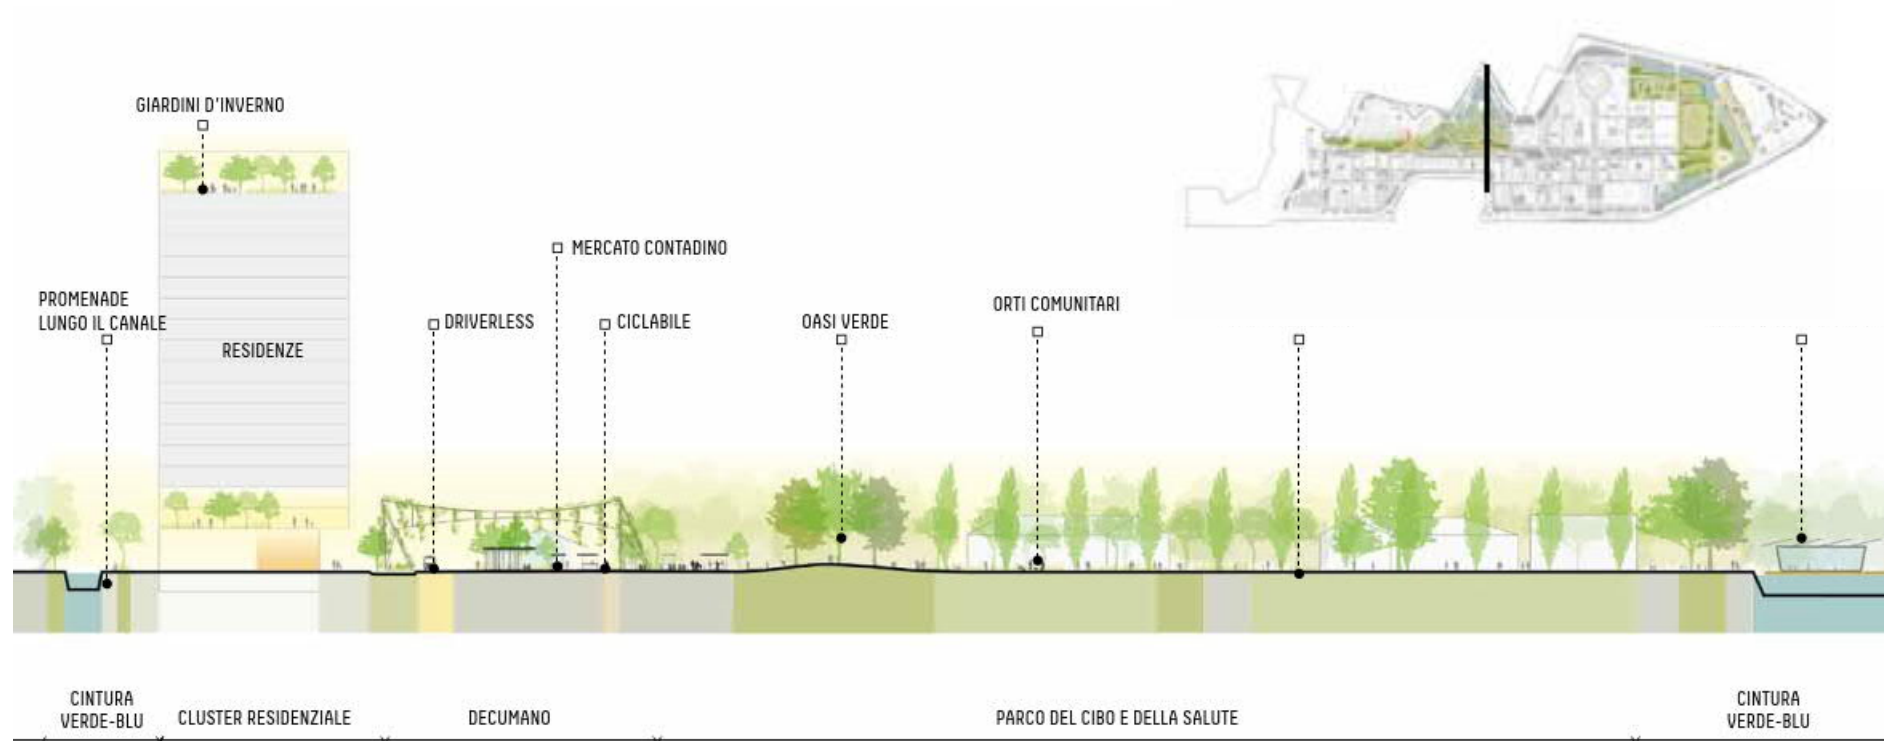 GIARDINI D'INVERNO
MERCATO CONTADINO
PROMENADE
LUNGO IL CANALE
RESIDENZE
DRIVERLESS
CICLABILE
OASI VERDE
ORTI COMUNITARI
CINTURA
VERDE-BLU
CLUSTER RESIDENZIALE
DECUMANO
PARCO DEL CIBO E DELLA SALUTE
CINTURA
VERDE-BLU